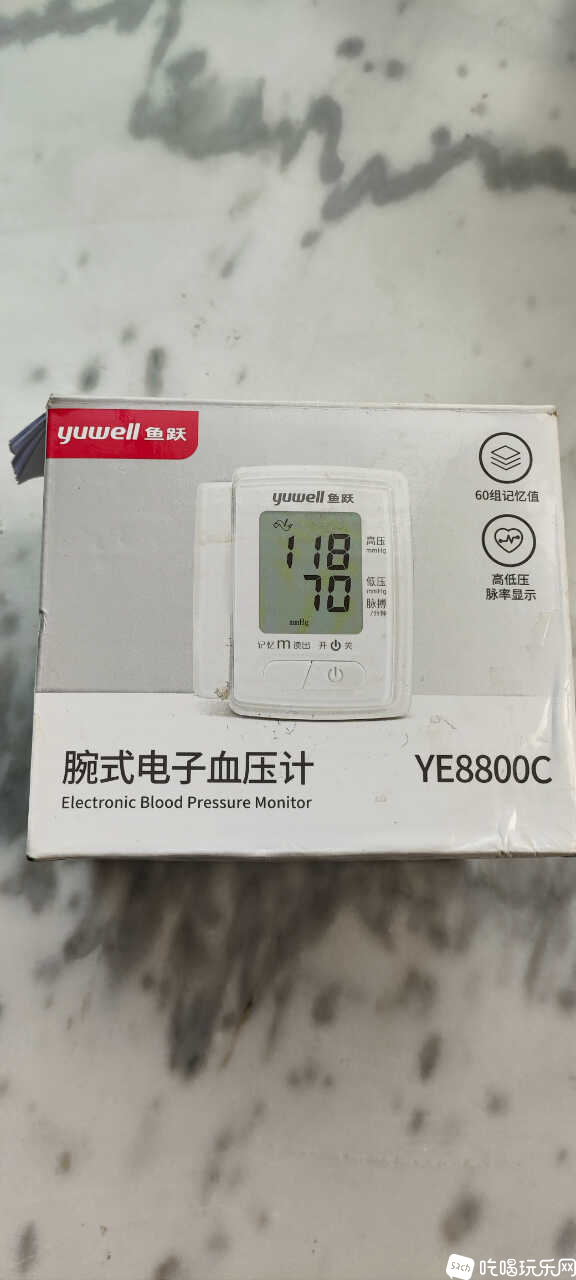 yuwell 鱼跃
yuwell 鱼跃
118
高压
mmHg
70
低压
mmHg
脉搏
/分钟
mmHg
记忆 m 读出 开 关
60组记忆值
高低压
脉率显示
腕式电子血压计
YE8800C
Electronic Blood Pressure Monitor
5ach
吃喝玩乐网